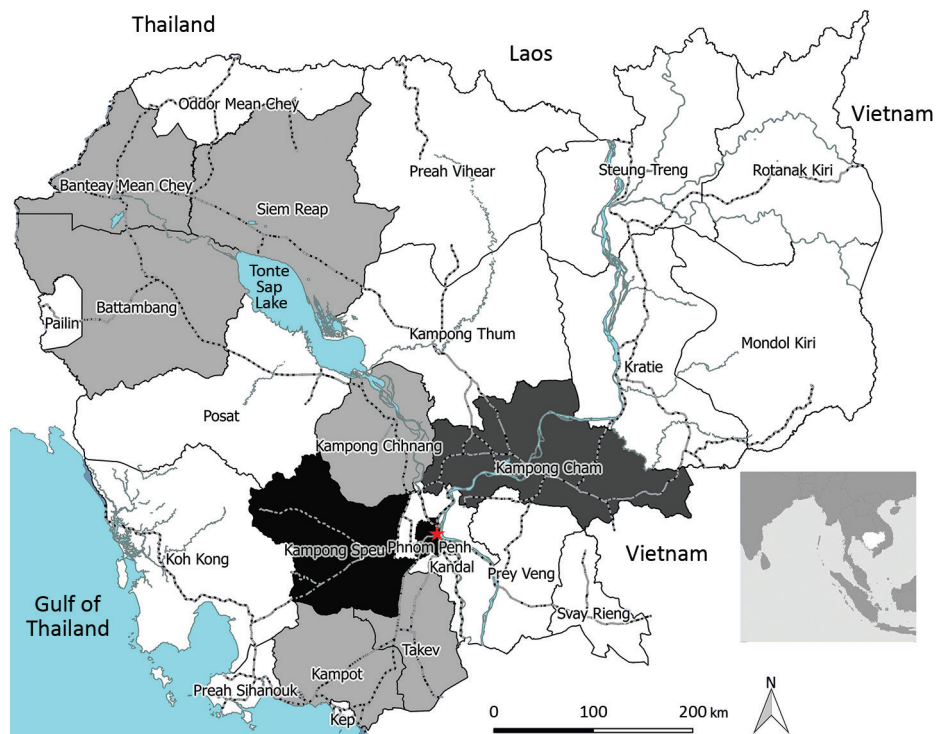 Thailand
Laos
Vietnam
Oddor Mean Chey
Banteay Mean Chey
Siem Reap
Preah Vihear
Steung Treng
Rotanak Kiri
Tonte
Sap
Lake
Battambang
Pailin
Kampong Thum
Mondol Kiri
Kratie
Posat
Kampong Chhnang
Kampong Cham
Kampong Speu
Phnom Penh
Kandal
Koh Kong
Prey Veng
Vietnam
Svay Rieng
Gulf of
Thailand
Takev
Kampot
Preah Sihanouk
Kep
0 100 200 km
N